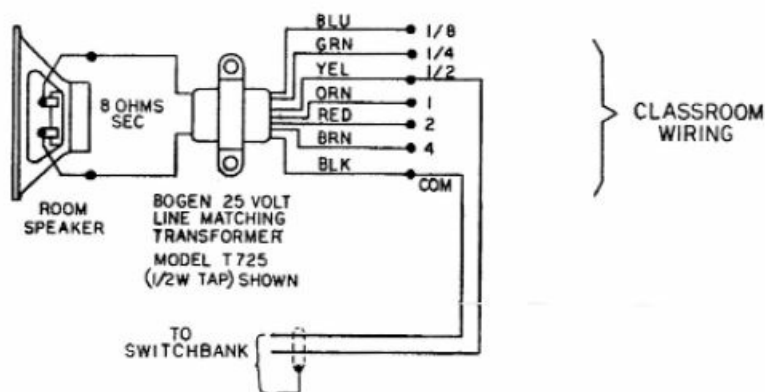 BLU
1/8
GRN
1/4
YEL
1/2
ORN
1
RED
2
BRN
4
BLK
COM
8 OHMS
SEC
CLASSROOM
WIRING
ROOM
SPEAKER
BOGEN 25 VOLT
LINE MATCHING
TRANSFORMER
MODEL T725
(1/2W TAP) SHOWN
TO
SWITCHBANK